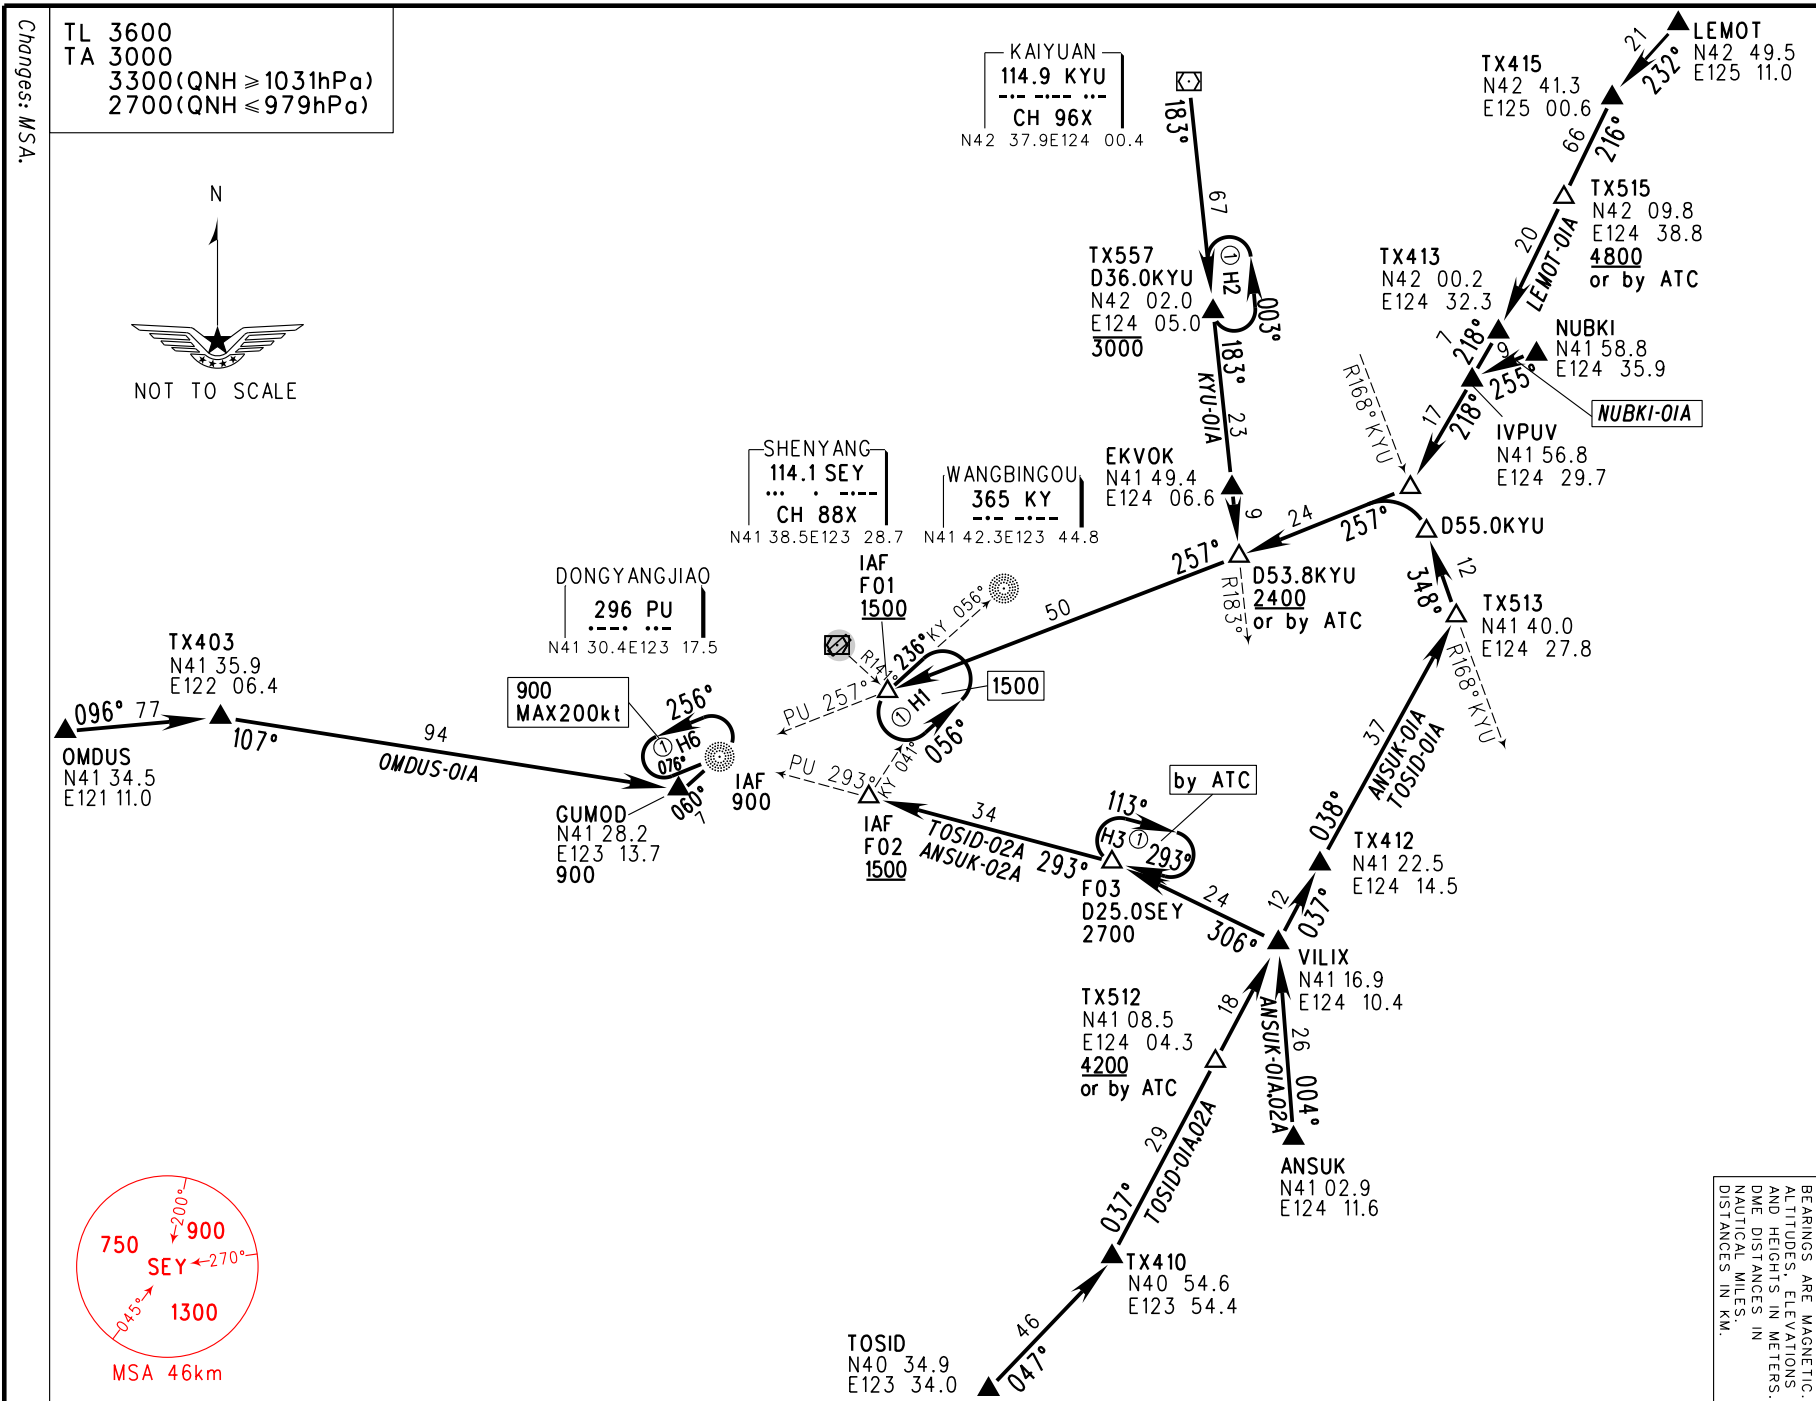 Changes: MSA.
TL 3600
TA 3000
3300(QNH ≥ 1031hPa)
2700(QNH ≤ 979hPa)
N
NOT TO SCALE
KAIYUAN
114.9 KYU
CH 96X
N42 37.9E124 00.4
183°
67
LEMOT
N42 49.5
E125 11.0
21
232°
TX415
N42 41.3
E125 00.6
66
216°
TX515
N42 09.8
E124 38.8
4800
or by ATC
20
LEMOT-01A
TX413
N42 00.2
E124 32.3
7
218°
NUBKI
N41 58.8
E124 35.9
9
255°
NUBKI-01A
IVPUV
N41 56.8
E124 29.7
17
218°
R168°KYU
TX557
D36.0KYU
N42 02.0
E124 05.0
3000
① H2
003°
183°
KYU-01A
23
EKVOK
N41 49.4
E124 06.6
9
24
257°
D55.0KYU
12
348°
TX513
N41 40.0
E124 27.8
R168°KYU
D53.8KYU
2400
or by ATC
R183°
257°
50
SHENYANG
114.1 SEY
CH 88X
N41 38.5E123 28.7
WANGBINGOU
365 KY
N41 42.3E123 44.8
IAF
F01
1500
236°
KY 056°
R141°
PU 257°
① H1
1500
056°
DONGYANGJIAO
296 PU
N41 30.4E123 17.5
TX403
N41 35.9
E122 06.4
096°
77
OMDUS
N41 34.5
E121 11.0
107°
94
OMDUS-01A
900
MAX200kt
256°
① H6
076°
IAF
900
060°
7
GUMOD
N41 28.2
E123 13.7
900
PU 293°
KY 041°
IAF
F02
1500
34
TOSID-02A
ANSUK-02A
293°
by ATC
113°
H3 ①
293°
F03
D25.0SEY
2700
24
306°
37
ANSUK-01A
TOSID-01A
038°
TX412
N41 22.5
E124 14.5
12
037°
VILIX
N41 16.9
E124 10.4
TX512
N41 08.5
E124 04.3
4200
or by ATC
18
ANSUK-01A,02A
26
004°
ANSUK
N41 02.9
E124 11.6
29
TOSID-01A,02A
037°
TX410
N40 54.6
E123 54.4
46
047°
TOSID
N40 34.9
E123 34.0
200°
750
900
SEY
270°
045°
1300
MSA 46km
BEARINGS ARE MAGNETIC.
ALTITUDES, ELEVATIONS
AND HEIGHTS IN METERS.
DME DISTANCES IN
NAUTICAL MILES.
DISTANCES IN KM.